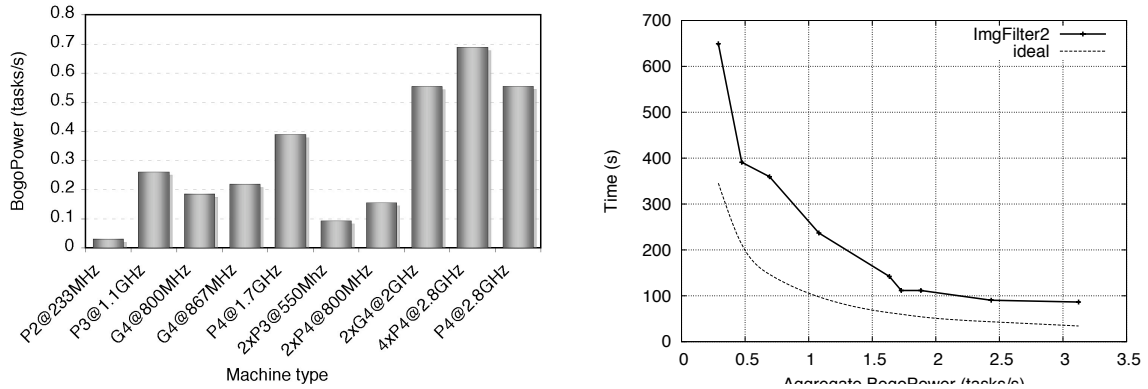 0.8
0.7
0.6
0.5
0.4
0.3
0.2
0.1
0
BogoPower (tasks/s)
P2@233MHz
P3@1.1GHz
G4@800MHz
G4@867MHz
P4@1.7GHz
2xP3@550Mhz
2xP4@800MHz
2xG4@2GHz
4xP4@2.8GHz
P4@2.8GHz
Machine type
700
600
500
400
300
200
100
0
Time (s)
ImgFilter2
ideal
0 0.5 1 1.5 2 2.5 3 3.5
Aggregate BogoPower (tasks/s)